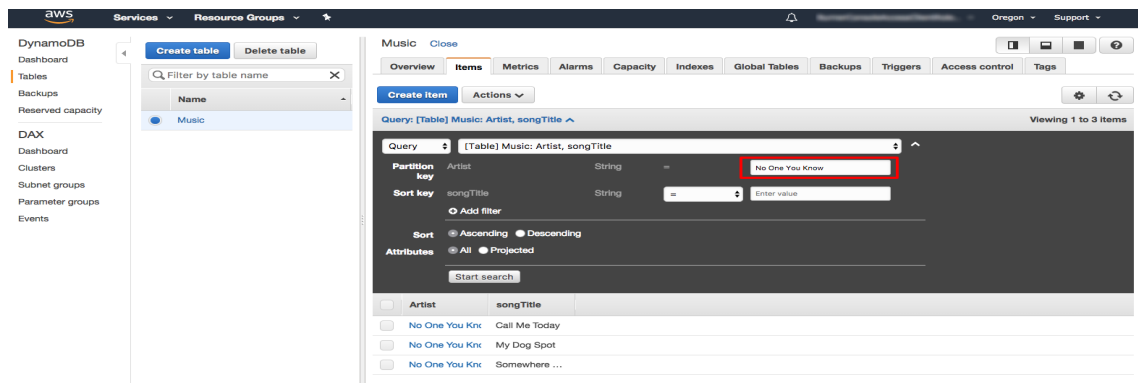 aws Services Resource Groups Oregon Support
DynamoDB
Dashboard
Tables
Backups
Reserved capacity
DAX
Dashboard
Clusters
Subnet groups
Parameter groups
Events
Create table Delete table
Filter by table name
Name
Music
Music Close
Overview Items Metrics Alarms Capacity Indexes Global Tables Backups Triggers Access control Tags
Create item Actions
Query: [Table] Music: Artist, songTitle Viewing 1 to 3 items
Query [Table] Music: Artist, songTitle
Partition key Artist String = No One You Know
Sort key songTitle String = Enter value
Add filter
Sort Ascending Descending
Attributes All Projected
Start search
Artist songTitle
No One You Knc Call Me Today
No One You Knc My Dog Spot
No One You Knc Somewhere ...